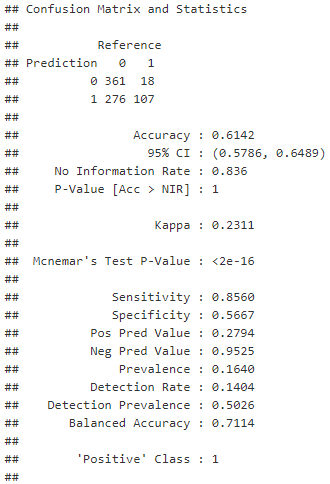 ## Confusion Matrix and Statistics
##
##           Reference
## Prediction   0   1
##          0 361  18
##          1 276 107
##
##                Accuracy : 0.6142
##                  95% CI : (0.5786, 0.6489)
##     No Information Rate : 0.836
##     P-Value [Acc > NIR] : 1
##
##                   Kappa : 0.2311
##
##  Mcnemar's Test P-Value : <2e-16
##
##             Sensitivity : 0.8560
##             Specificity : 0.5667
##          Pos Pred Value : 0.2794
##          Neg Pred Value : 0.9525
##              Prevalence : 0.1640
##          Detection Rate : 0.1404
##    Detection Prevalence : 0.5026
##       Balanced Accuracy : 0.7114
##
##        'Positive' Class : 1
##